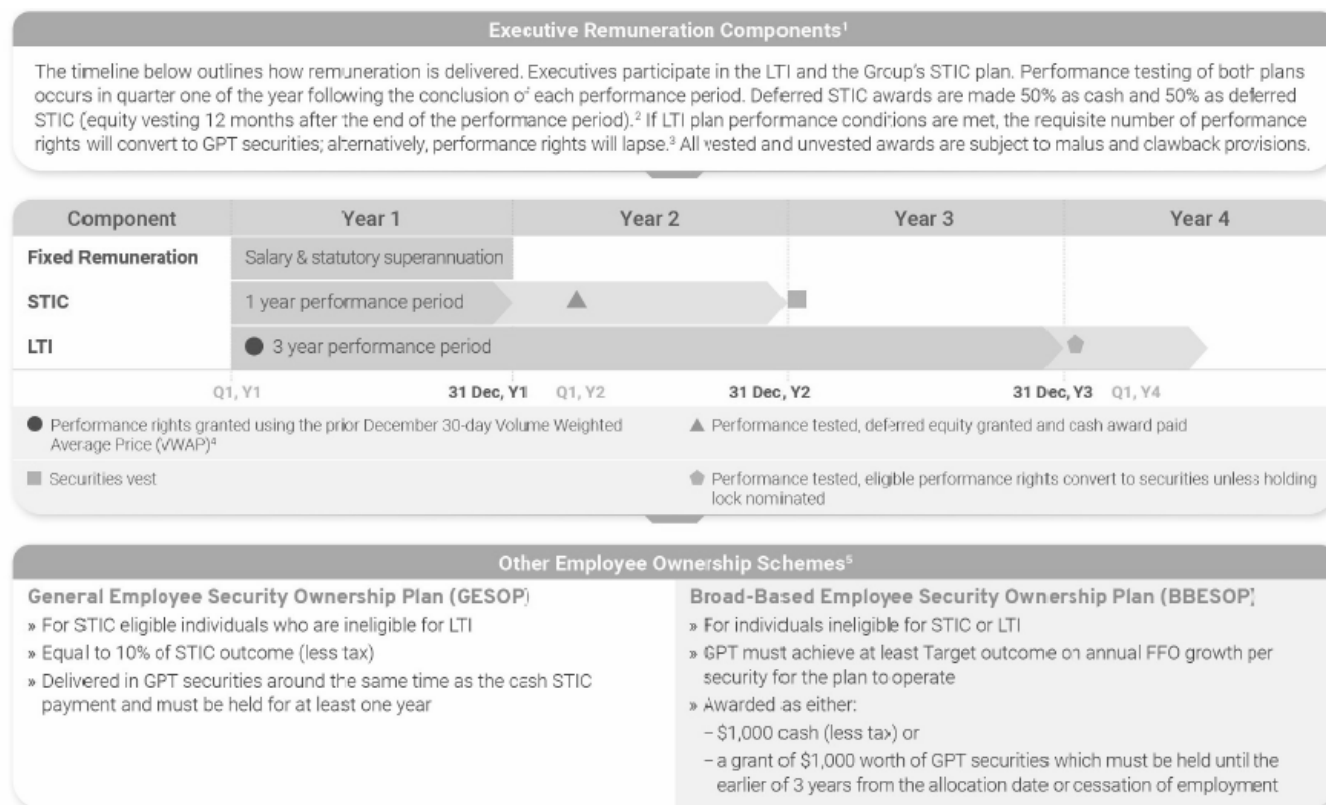 Executive Remuneration Components¹
The timeline below outlines how remuneration is delivered. Executives participate in the LTI and the Group's STIC plan. Performance testing of both plans
occurs in quarter one of the year following the conclusion of each performance period. Deferred STIC awards are made 50% as cash and 50% as deferred
STIC (equity vesting 12 months after the end of the performance period).² If LTI plan performance conditions are met, the requisite number of performance
rights will convert to GPT securities; alternatively, performance rights will lapse.³ All vested and unvested awards are subject to malus and clawback provisions.
Component Year 1 Year 2 Year 3 Year 4
Fixed Remuneration Salary & statutory superannuation
STIC 1 year performance period
LTI 3 year performance period
Q1, Y1 31 Dec, Y1 Q1, Y2 31 Dec, Y2 31 Dec, Y3 Q1, Y4
Performance rights granted using the prior December 30-day Volume Weighted
Average Price (VWAP)⁴
Performance tested, deferred equity granted and cash award paid
Securities vest
Performance tested, eligible performance rights convert to securities unless holding
lock nominated
Other Employee Ownership Schemes⁵
General Employee Security Ownership Plan (GESOP)
» For STIC eligible individuals who are ineligible for LTI
» Equal to 10% of STIC outcome (less tax)
» Delivered in GPT securities around the same time as the cash STIC
payment and must be held for at least one year
Broad-Based Employee Security Ownership Plan (BBESOP)
» For individuals ineligible for STIC or LTI
» GPT must achieve at least Target outcome on annual FFO growth per
security for the plan to operate
» Awarded as either:
– $1,000 cash (less tax) or
– a grant of $1,000 worth of GPT securities which must be held until the
earlier of 3 years from the allocation date or cessation of employment